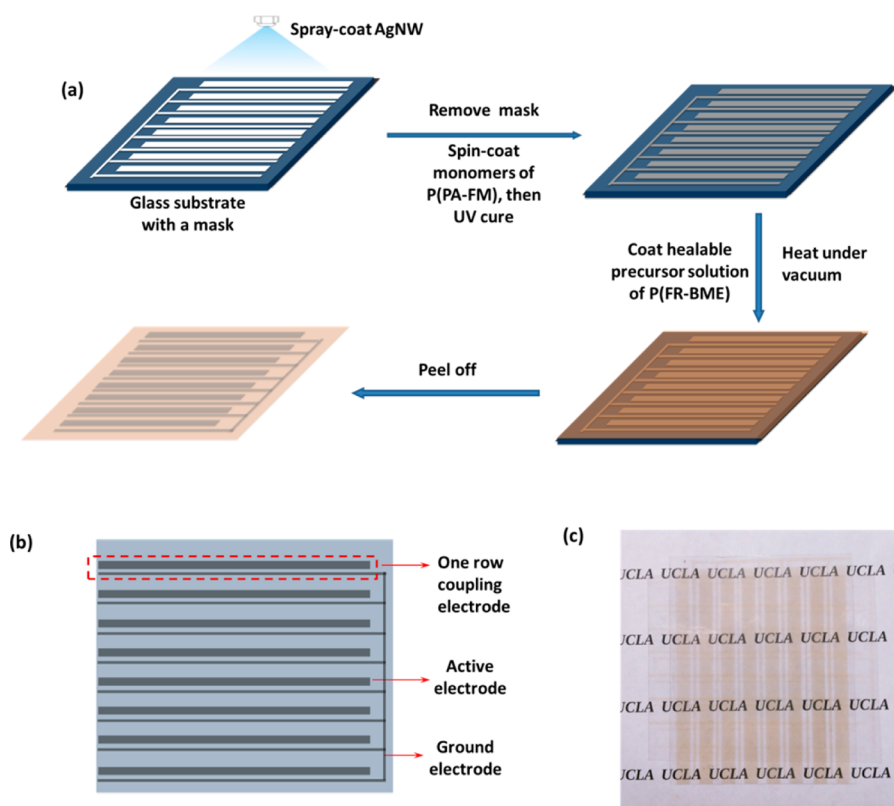 Spray-coat AgNW
(a)
Remove mask
Spin-coat
monomers of
P(PA-FM), then
UV cure
Glass substrate
with a mask
Coat healable
precursor solution
of P(FR-BME)
Heat under
vacuum
Peel off
(b)
One row
coupling
electrode
Active
electrode
Ground
electrode
(c)
UCLA UCLA UCLA UCLA UCLA UCLA
UCLA UCLA UCLA UCLA UCLA UCLA
UCLA UCLA UCLA UCLA UCLA UCLA
UCLA UCLA UCLA UCLA UCLA UCLA